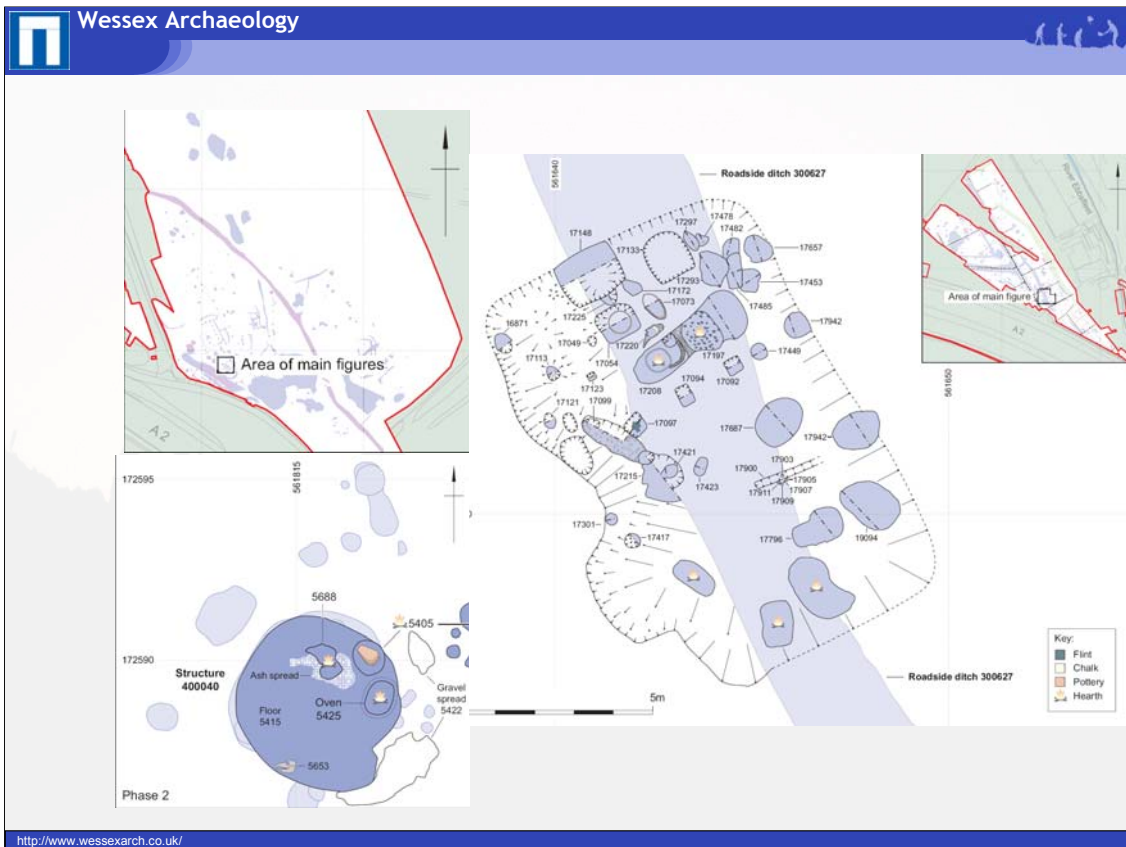 Wessex Archaeology
Area of main figures
A 2
172595
561815
5688
5405
172590
Structure
400040
Ash spread
Oven
5425
Gravel
spread
5422
Floor
5415
5653
Phase 2
561640
Roadside ditch 300627
17478
17297
17482
17148
17133
17657
17293
17453
17172
17073
17485
17225
16871
17942
17049
17220
17197
17054
17449
17113
17208
17094
17092
17123
17099
17121
17097
17687
17942
17421
17903
17900
17905
17215
17423
17911
17907
17909
17301
17796
19094
17417
Roadside ditch 300627
5m
River Ebbsfleet
Area of main figure
A 2
561650
Key:
Flint
Chalk
Pottery
Hearth
http://www.wessexarch.co.uk/